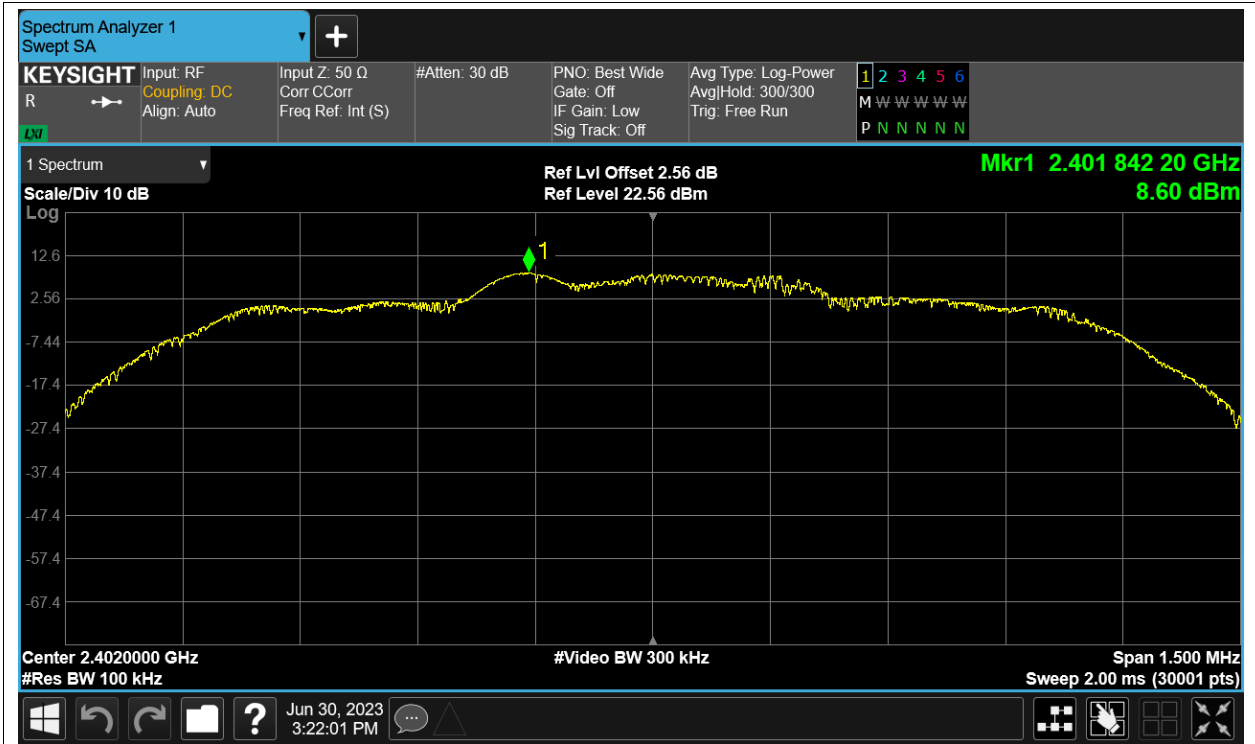 Spectrum Analyzer 1
Swept SA
KEYSIGHT
R
LXI
Input: RF
Coupling: DC
Align: Auto
Input Z: 50 Ω
Corr CCorr
Freq Ref: Int (S)
#Atten: 30 dB
PNO: Best Wide
Gate: Off
IF Gain: Low
Sig Track: Off
Avg Type: Log-Power
Avg|Hold: 300/300
Trig: Free Run
1 2 3 4 5 6
M W W W W W
P N N N N N
1 Spectrum
Scale/Div 10 dB
Log
Ref Lvl Offset 2.56 dB
Ref Level 22.56 dBm
Mkr1 2.401 842 20 GHz
8.60 dBm
1
12.6
2.56
-7.44
-17.4
-27.4
-37.4
-47.4
-57.4
-67.4
Center 2.4020000 GHz
#Video BW 300 kHz
Span 1.500 MHz
#Res BW 100 kHz
Sweep 2.00 ms (30001 pts)
?
Jun 30, 2023
3:22:01 PM